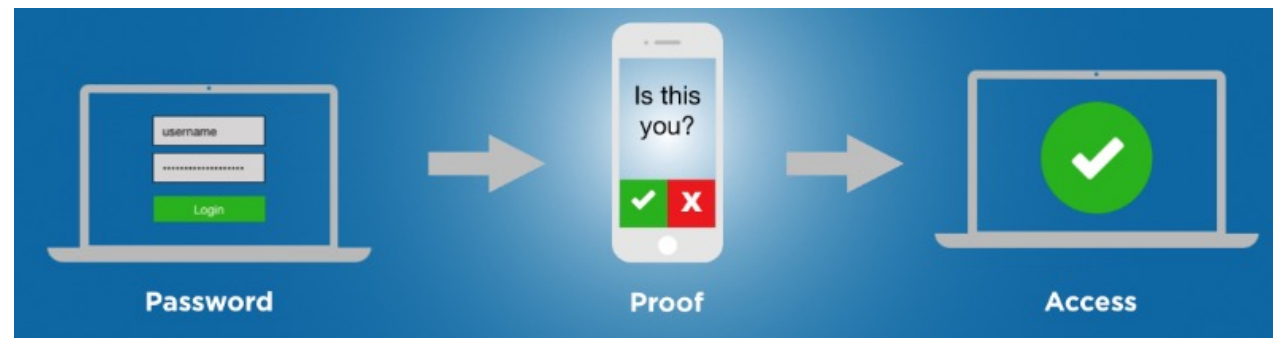 username
Login
Password
Is this
you?
X
Proof
Access